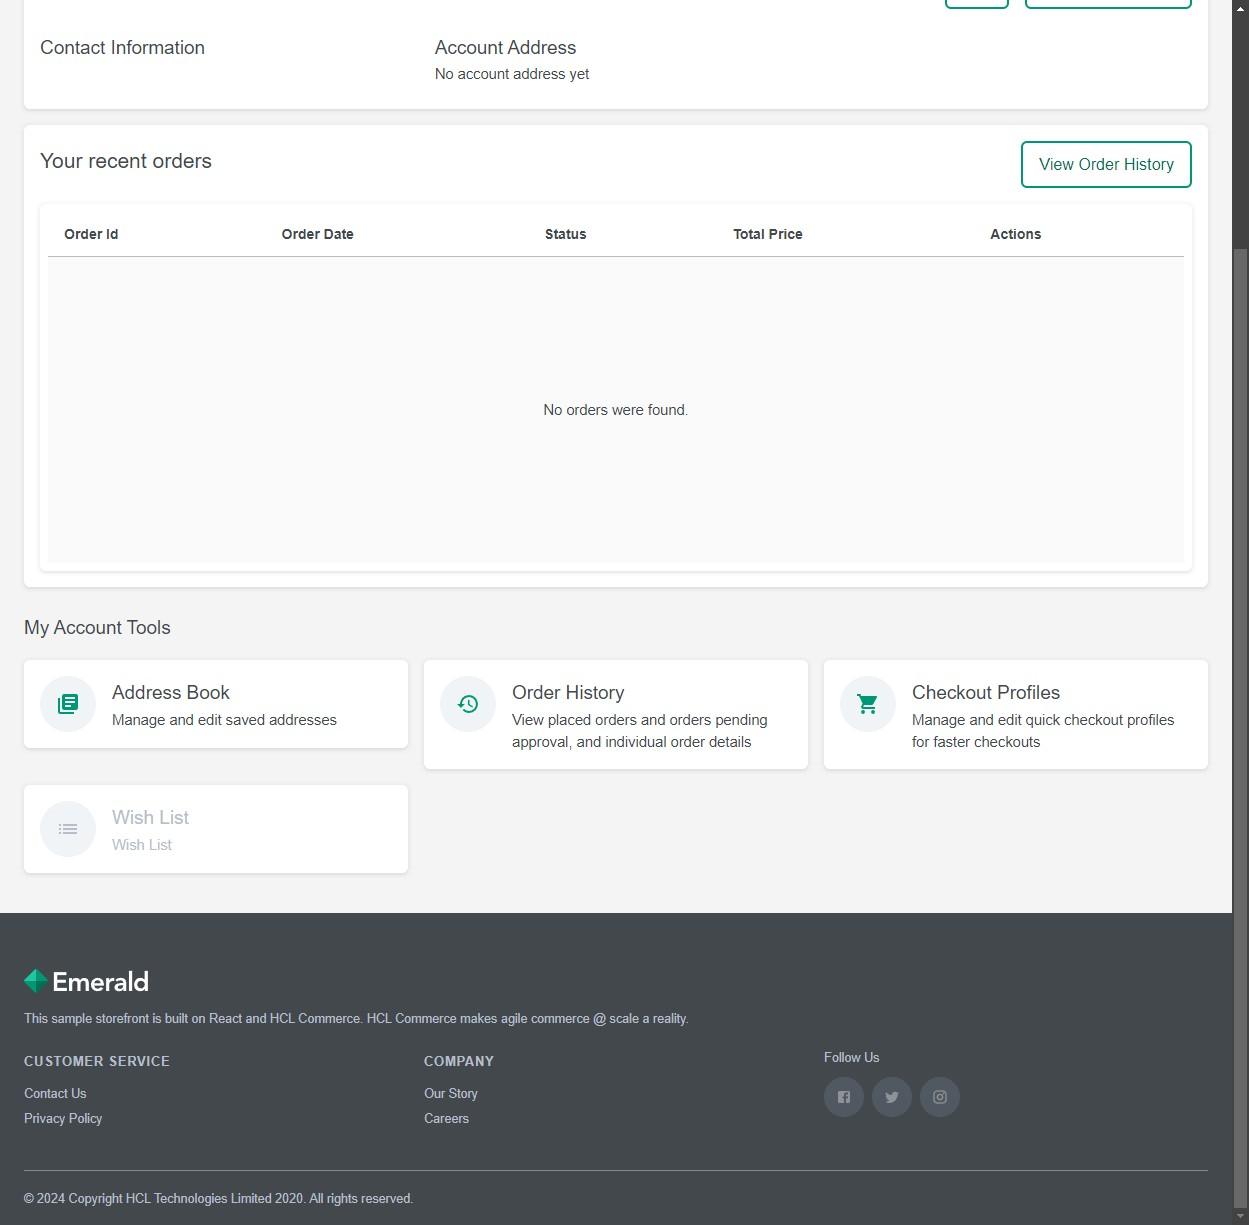 Contact Information
Account Address
No account address yet
Your recent orders
View Order History
Order Id
Order Date
Status
Total Price
Actions
No orders were found.
My Account Tools
Address Book
Manage and edit saved addresses
Order History
View placed orders and orders pending
approval, and individual order details
Checkout Profiles
Manage and edit quick checkout profiles
for faster checkouts
Wish List
Wish List
Emerald
This sample storefront is built on React and HCL Commerce. HCL Commerce makes agile commerce @ scale a reality.
CUSTOMER SERVICE
Contact Us
Privacy Policy
COMPANY
Our Story
Careers
Follow Us
© 2024 Copyright HCL Technologies Limited 2020. All rights reserved.